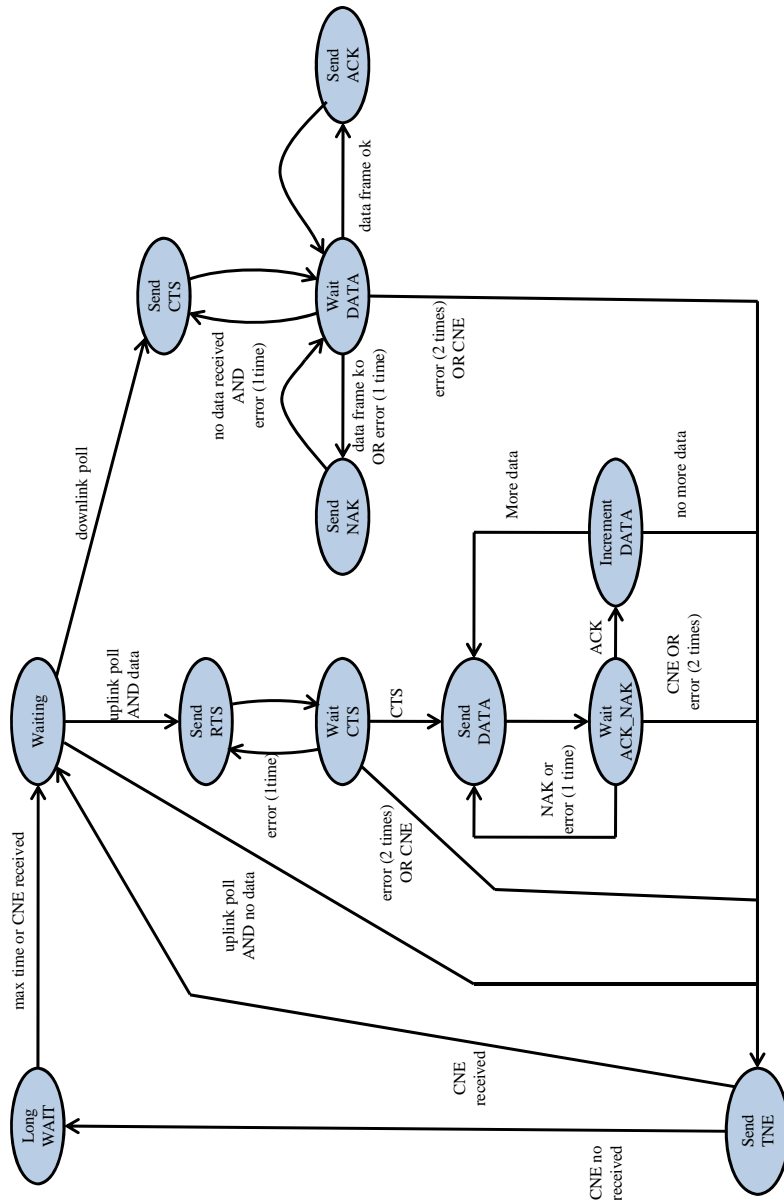 Long
WAIT
max time or CNE received
Waiting
downlink poll
uplink poll
AND data
uplink poll
AND no data
Send
RTS
error (1time)
Wait
CTS
CTS
error (2 times)
OR CNE
Send
DATA
NAK or
error (1 time)
Wait
ACK_NAK
ACK
CNE OR
error (2 times)
Increment
DATA
More data
no more data
Send
CTS
no data received
AND
error (1time)
Wait
DATA
data frame ok
Send
ACK
data frame ko
OR error (1 time)
Send
NAK
error (2 times)
OR CNE
CNE
received
CNE no
received
Send
TNE